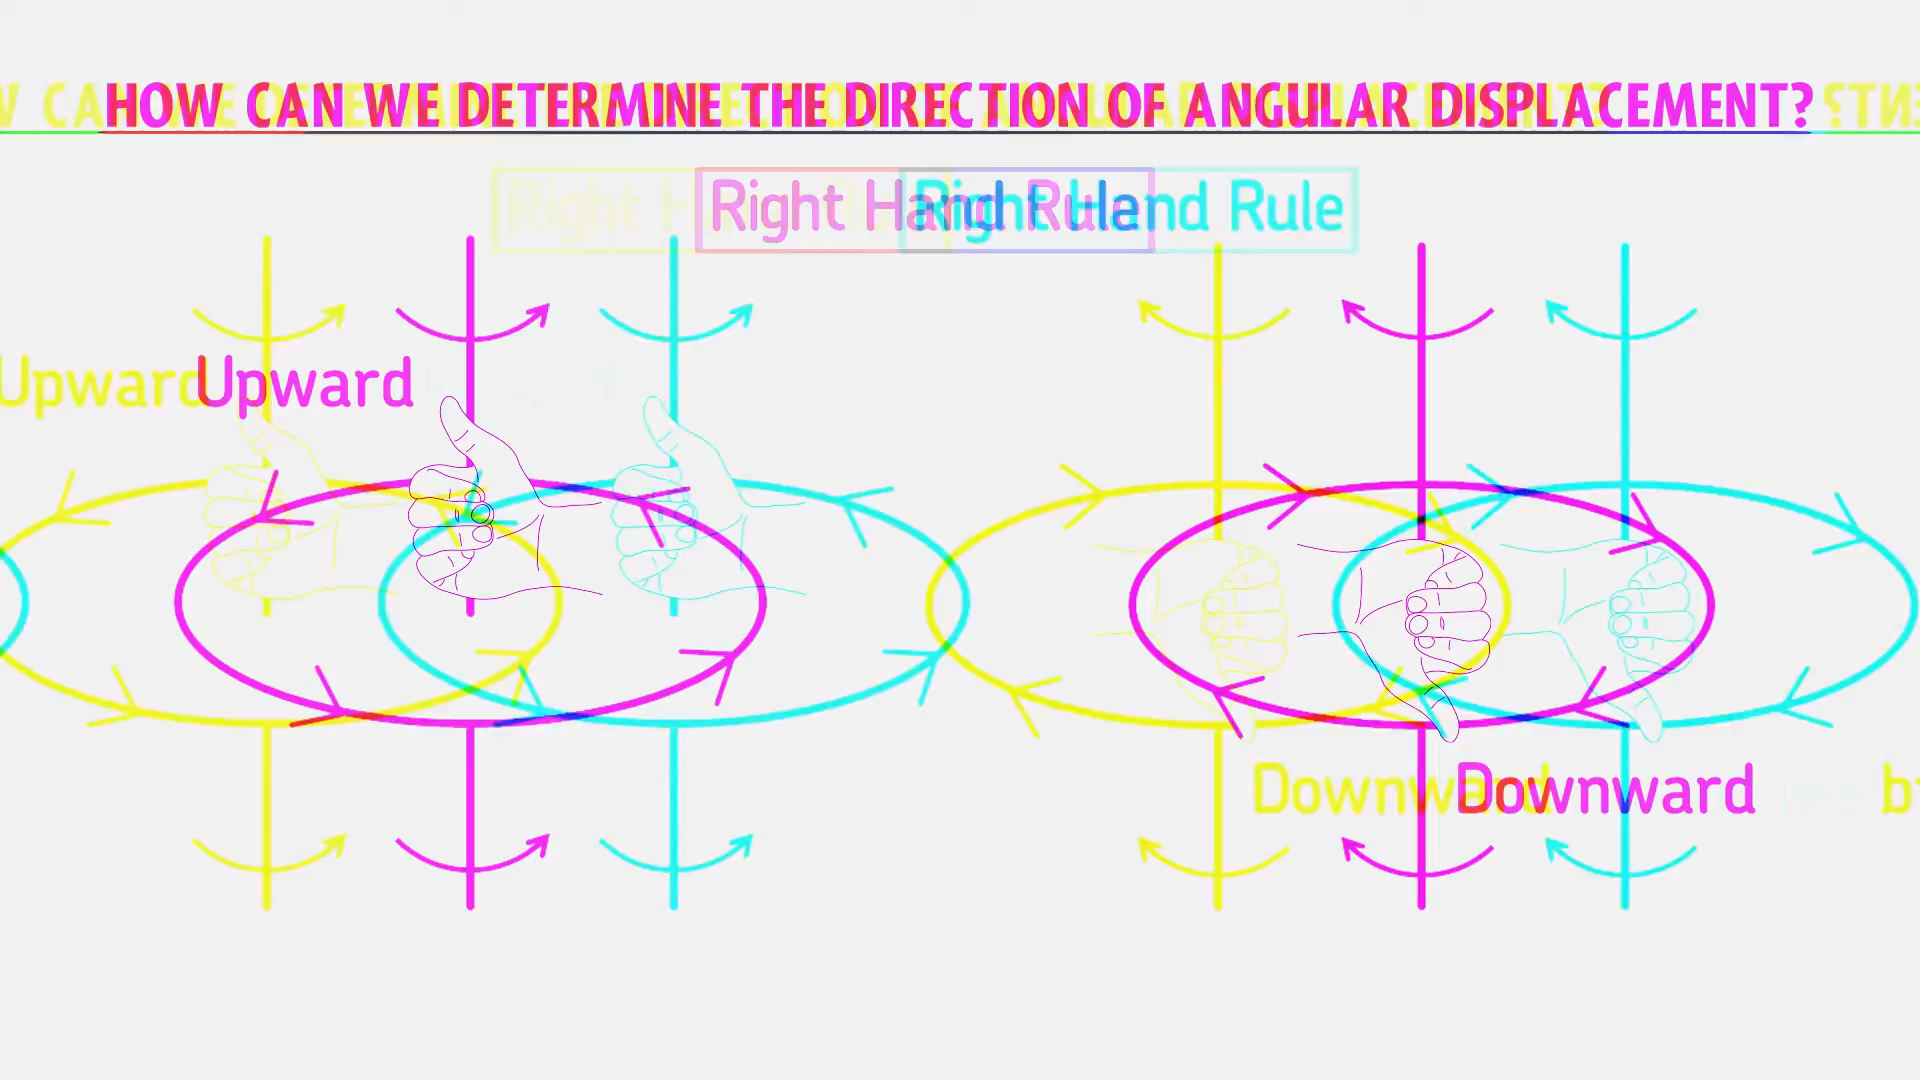 HOW CAN WE DETERMINE THE DIRECTION OF ANGULAR DISPLACEMENT?
Right Hand Rule
Upward
Downward